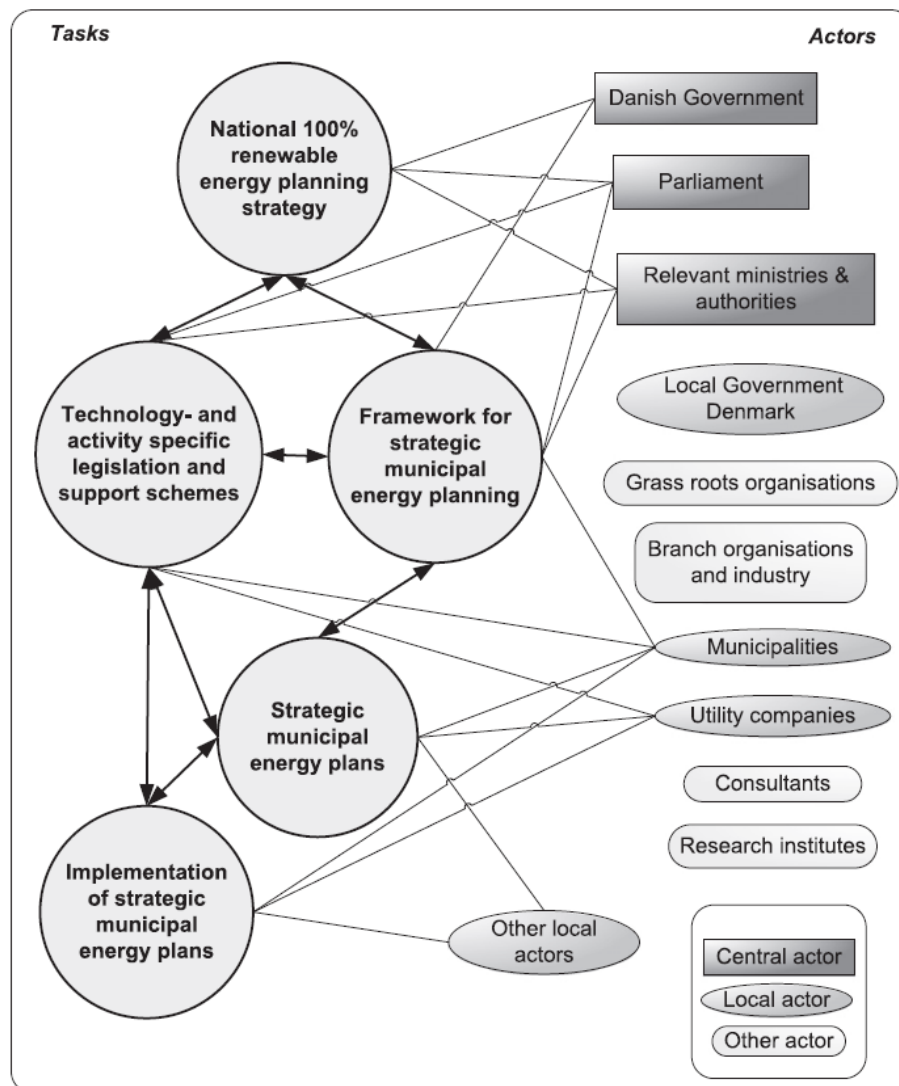 Tasks
Actors
National 100%
renewable
energy planning
strategy
Danish Government
Parliament
Relevant ministries &
authorities
Technology- and
activity specific
legislation and
support schemes
Framework for
strategic
municipal
energy planning
Local Government
Denmark
Grass roots organisations
Branch organisations
and industry
Municipalities
Strategic
municipal
energy plans
Utility companies
Consultants
Research institutes
Implementation
of strategic
municipal
energy plans
Other local
actors
Central actor
Local actor
Other actor